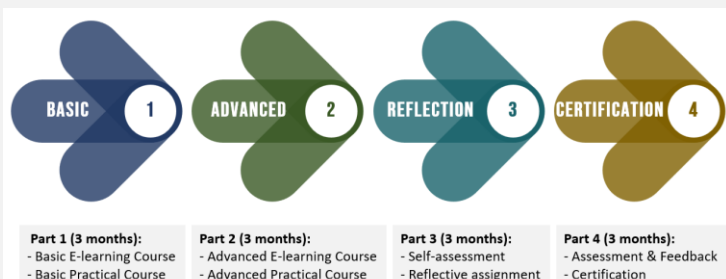 BASIC 1
ADVANCED 2
REFLECTION 3
CERTIFICATION 4
Part 1 (3 months):
- Basic E-learning Course
- Basic Practical Course
Part 2 (3 months):
- Advanced E-learning Course
- Advanced Practical Course
Part 3 (3 months):
- Self-assessment
- Reflective assignment
Part 4 (3 months):
- Assessment & Feedback
- Certification